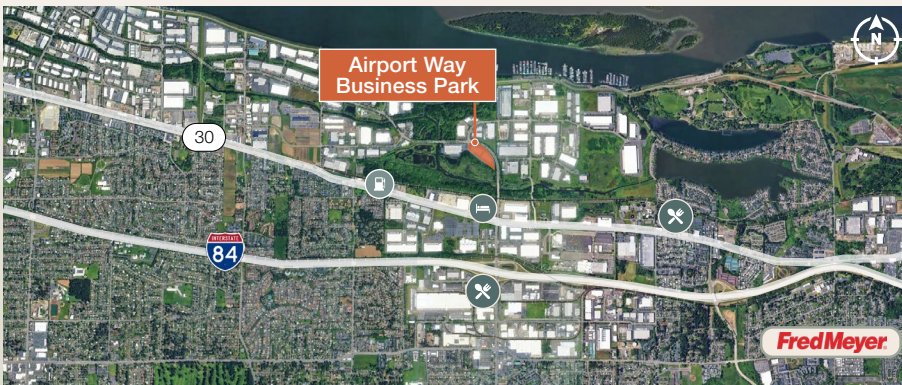 N
Airport Way
Business Park
30
INTERSTATE
84
FredMeyer